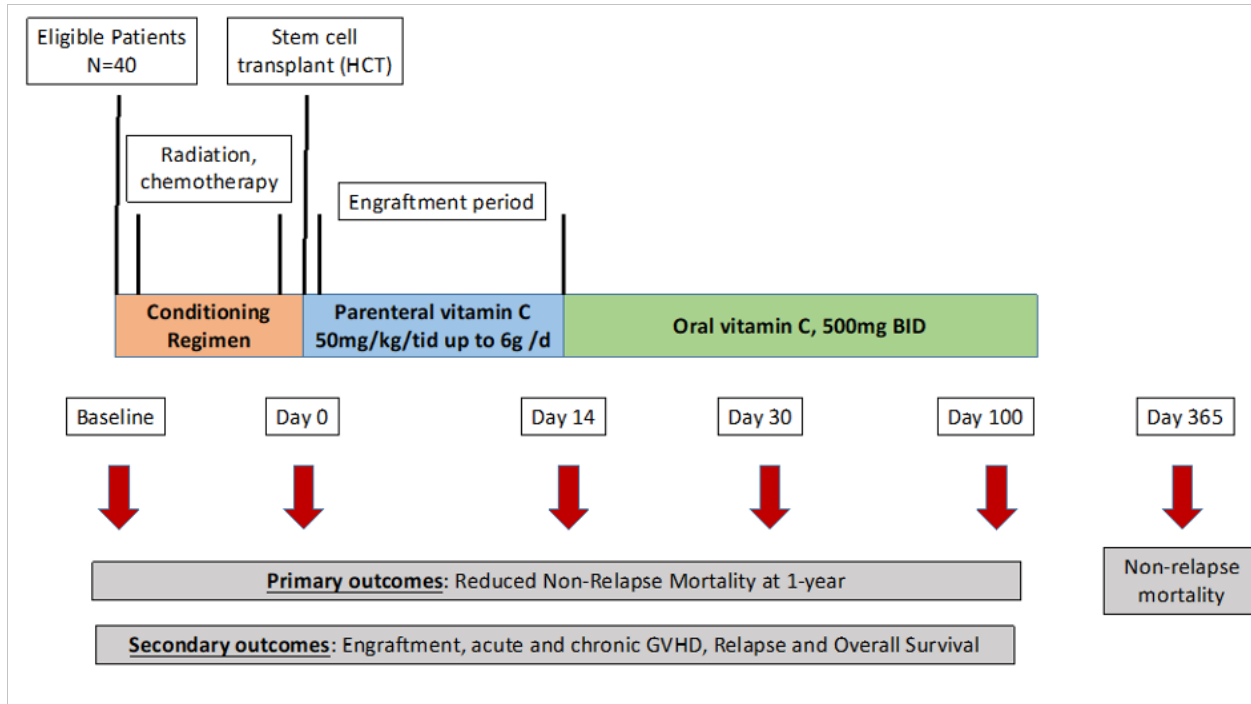 Eligible Patients
N=40
Stem cell
transplant (HCT)
Radiation,
chemotherapy
Engraftment period
Conditioning
Regimen
Parenteral vitamin C
50mg/kg/tid up to 6g /d
Oral vitamin C, 500mg BID
Baseline
Day 0
Day 14
Day 30
Day 100
Day 365
Primary outcomes: Reduced Non-Relapse Mortality at 1-year
Non-relapse
mortality
Secondary outcomes: Engraftment, acute and chronic GVHD, Relapse and Overall Survival